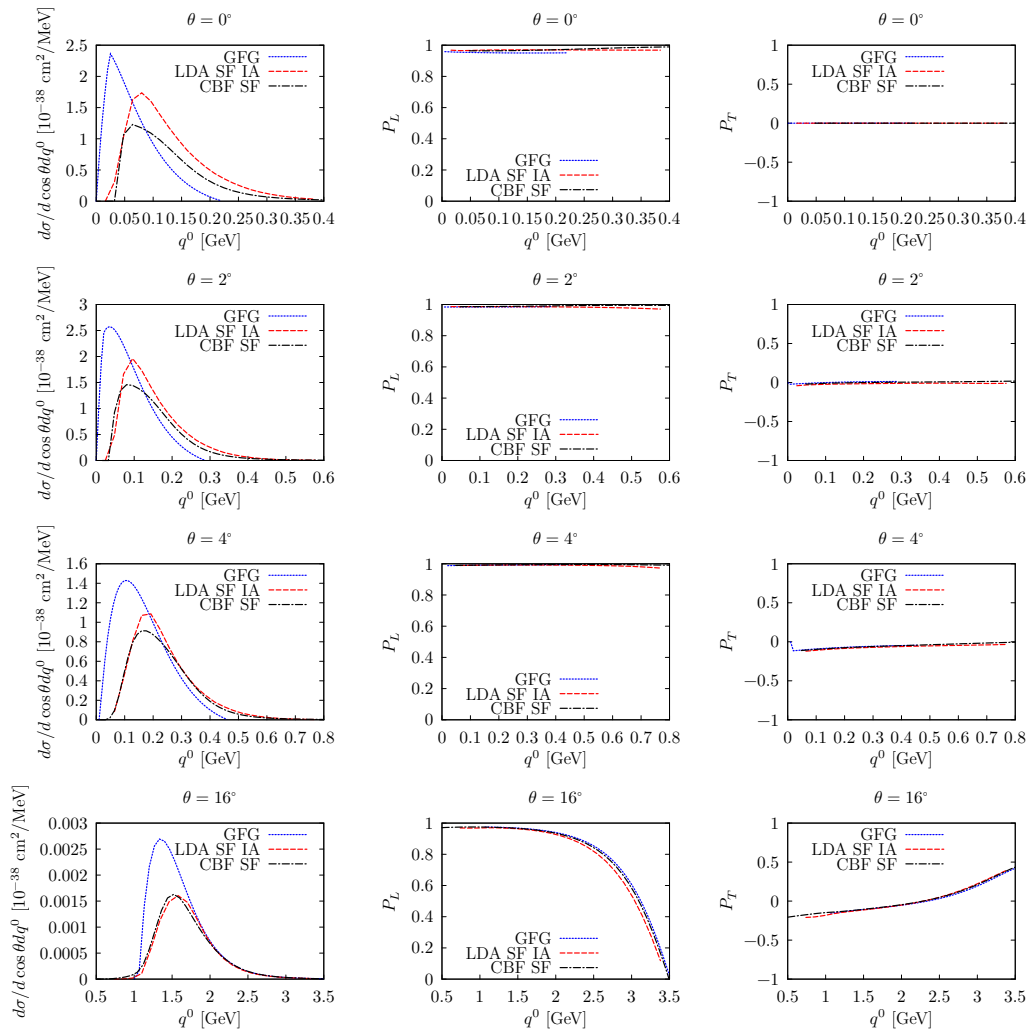 θ = 0°
dσ/d cos θdq⁰ [10⁻³⁸ cm²/MeV]
2.5
2
1.5
1
0.5
0
GFG
LDA SF IA
CBF SF
0 0.05 0.1 0.15 0.2 0.25 0.3 0.35 0.4
q⁰ [GeV]
θ = 0°
P_L
1
0.8
0.6
0.4
0.2
0
GFG
LDA SF IA
CBF SF
0 0.05 0.1 0.15 0.2 0.25 0.3 0.35 0.4
q⁰ [GeV]
θ = 0°
P_T
1
0.5
0
−0.5
−1
GFG
LDA SF IA
CBF SF
0 0.05 0.1 0.15 0.2 0.25 0.3 0.35 0.4
q⁰ [GeV]
θ = 2°
dσ/d cos θdq⁰ [10⁻³⁸ cm²/MeV]
3
2.5
2
1.5
1
0.5
0
GFG
LDA SF IA
CBF SF
0 0.1 0.2 0.3 0.4 0.5 0.6
q⁰ [GeV]
θ = 2°
P_L
1
0.8
0.6
0.4
0.2
0
GFG
LDA SF IA
CBF SF
0 0.1 0.2 0.3 0.4 0.5 0.6
q⁰ [GeV]
θ = 2°
P_T
1
0.5
0
−0.5
−1
GFG
LDA SF IA
CBF SF
0 0.1 0.2 0.3 0.4 0.5 0.6
q⁰ [GeV]
θ = 4°
dσ/d cos θdq⁰ [10⁻³⁸ cm²/MeV]
1.6
1.4
1.2
1
0.8
0.6
0.4
0.2
0
GFG
LDA SF IA
CBF SF
0 0.1 0.2 0.3 0.4 0.5 0.6 0.7 0.8
q⁰ [GeV]
θ = 4°
P_L
1
0.8
0.6
0.4
0.2
0
GFG
LDA SF IA
CBF SF
0 0.1 0.2 0.3 0.4 0.5 0.6 0.7 0.8
q⁰ [GeV]
θ = 4°
P_T
1
0.5
0
−0.5
−1
GFG
LDA SF IA
CBF SF
0 0.1 0.2 0.3 0.4 0.5 0.6 0.7 0.8
q⁰ [GeV]
θ = 16°
dσ/d cos θdq⁰ [10⁻³⁸ cm²/MeV]
0.003
0.0025
0.002
0.0015
0.001
0.0005
0
GFG
LDA SF IA
CBF SF
0.5 1 1.5 2 2.5 3 3.5
q⁰ [GeV]
θ = 16°
P_L
1
0.8
0.6
0.4
0.2
0
GFG
LDA SF IA
CBF SF
0.5 1 1.5 2 2.5 3 3.5
q⁰ [GeV]
θ = 16°
P_T
1
0.5
0
−0.5
−1
GFG
LDA SF IA
CBF SF
0.5 1 1.5 2 2.5 3 3.5
q⁰ [GeV]